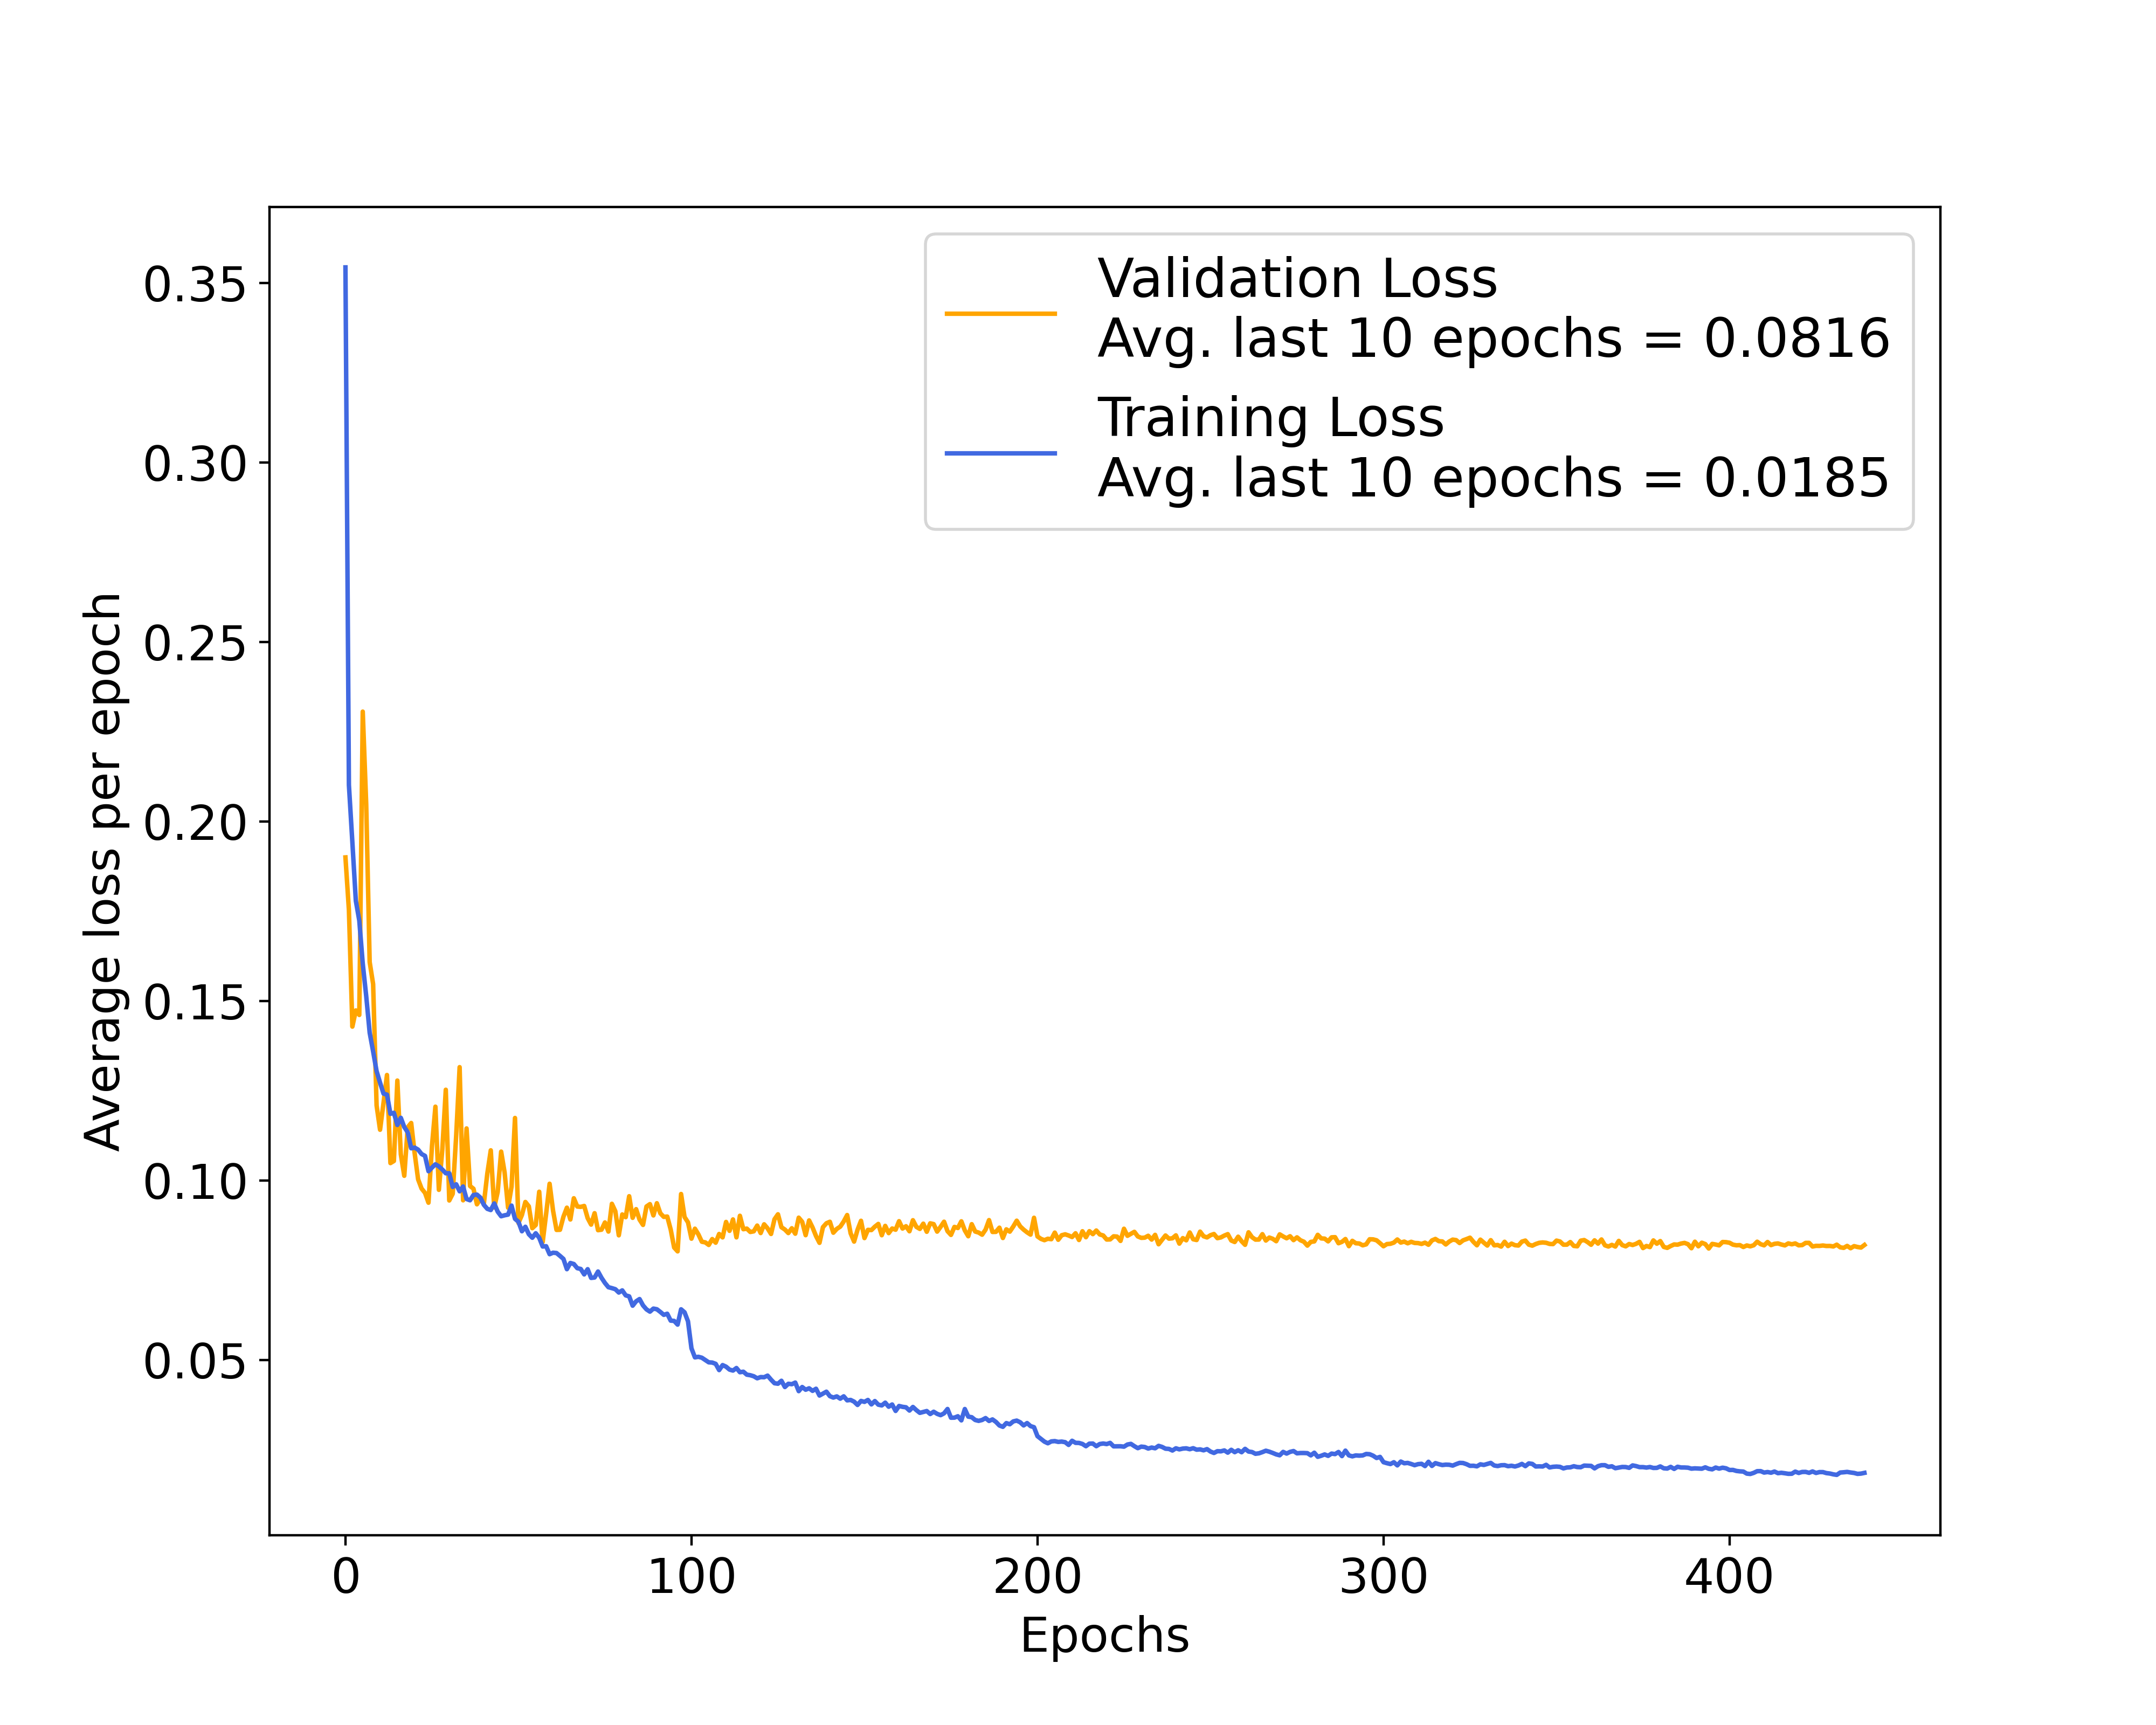 Validation Loss
Avg. last 10 epochs = 0.0816
Training Loss
Avg. last 10 epochs = 0.0185
Average loss per epoch
0.35
0.30
0.25
0.20
0.15
0.10
0.05
0 100 200 300 400
Epochs